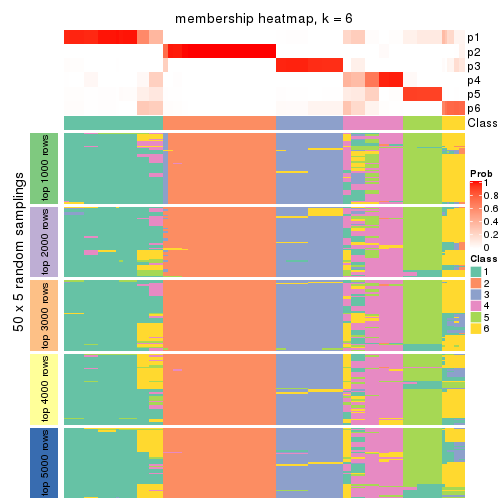 membership heatmap, k = 6
p1
p2
p3
p4
p5
p6
Class
50 x 5 random samplings
top 1000 rows
top 2000 rows
top 3000 rows
top 4000 rows
top 5000 rows
Prob
1
0.8
0.6
0.4
0.2
0
Class
1
2
3
4
5
6